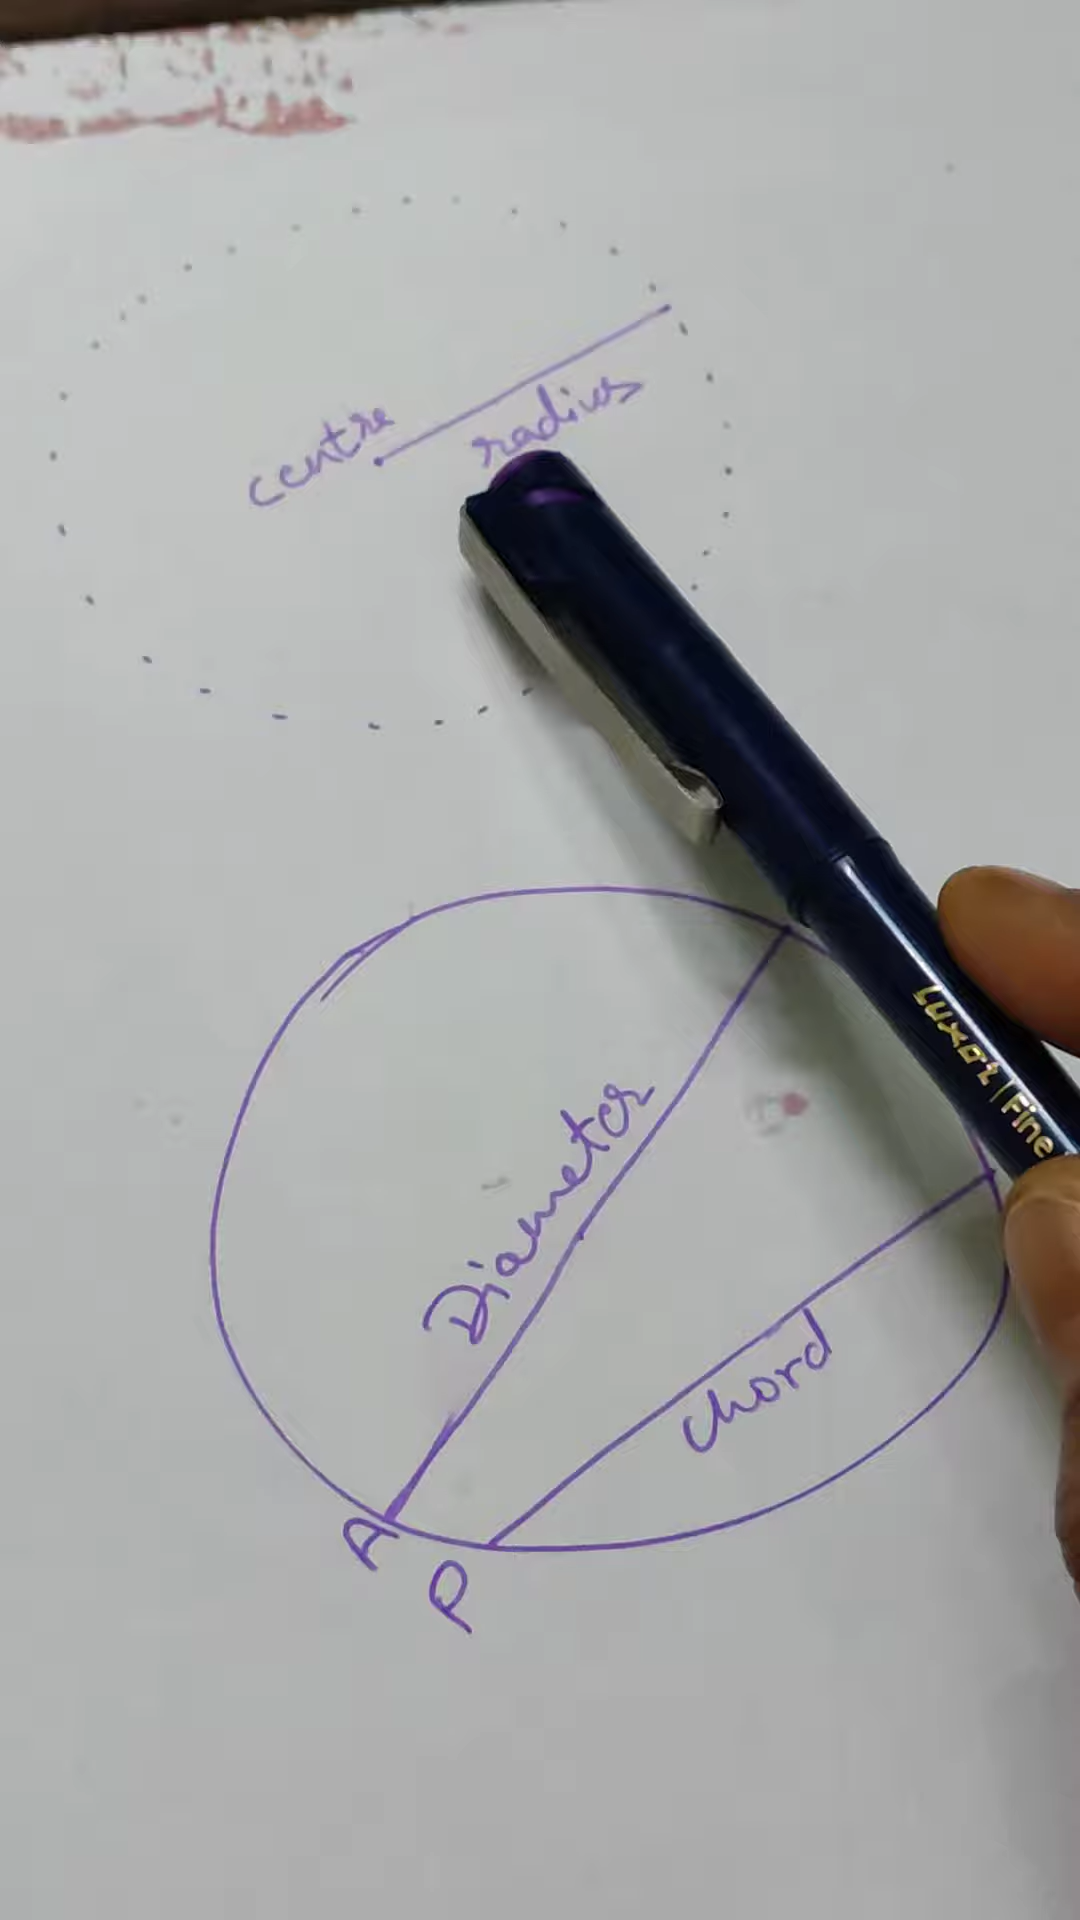 centre
radius
Diameter
chord
A
P
Luxor | Fine